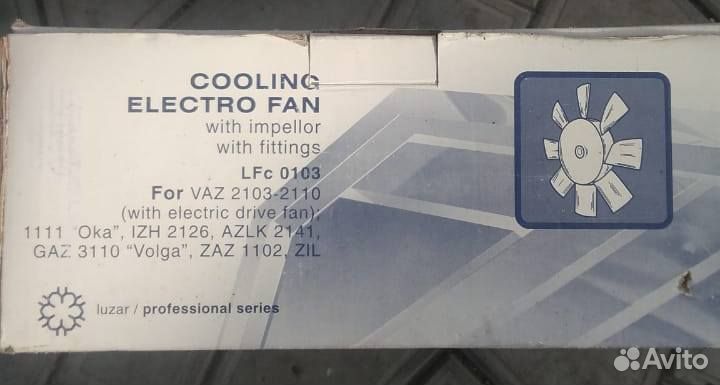 COOLING
ELECTRO FAN
with impellor
with fittings
LFc 0103
For VAZ 2103-2110
(with electric drive fan);
1111 "Oka", IZH 2126, AZLK 2141,
GAZ 3110 "Volga", ZAZ 1102, ZIL
luzar / professional series
Avito